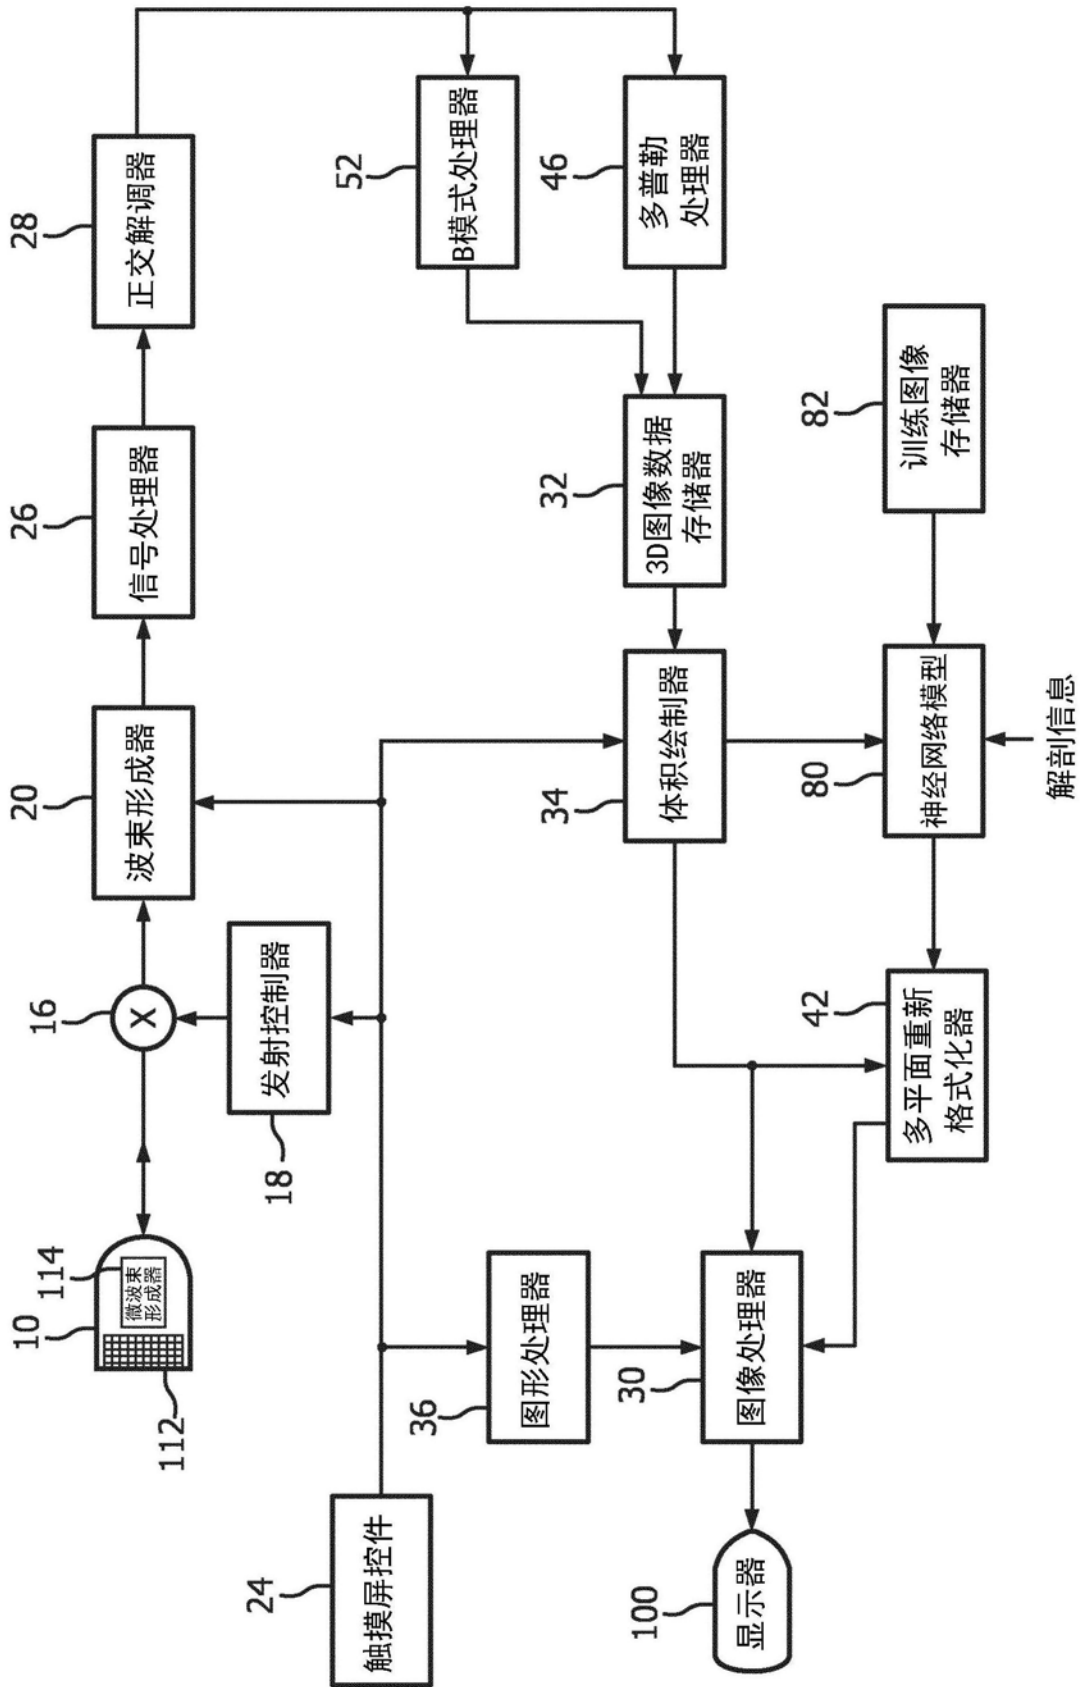 10
114
微波束
形成器
112
16
X
20
波束形成器
26
信号处理器
28
正交解调器
18
发射控制器
52
B模式处理器
46
多普勒
处理器
24
触摸屏控件
36
图形处理器
34
体积绘制器
32
3D图像数据
存储器
100
显示器
30
图像处理器
42
多平面重新
格式化器
80
神经网络模型
82
训练图像
存储器
解剖信息